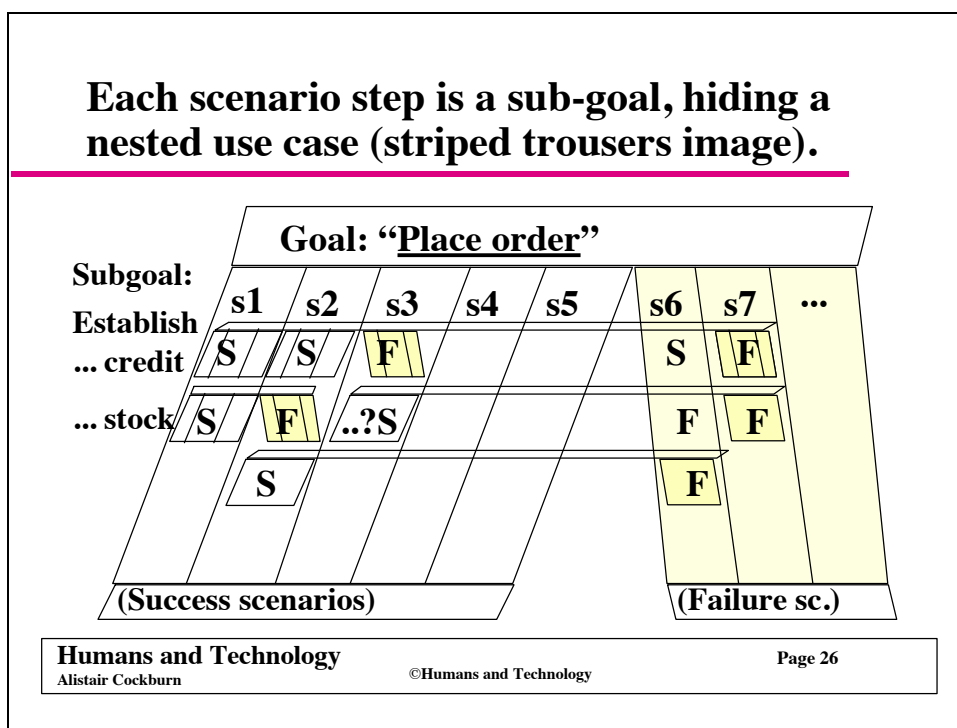 Each scenario step is a sub-goal, hiding a
nested use case (striped trousers image).
Goal: “Place order”
Subgoal:
s1 s2 s3 s4 s5 s6 s7 ...
Establish
... credit S S F S F
... stock S F ..?S F F
S F
(Success scenarios) (Failure sc.)
Humans and Technology
Alistair Cockburn
©Humans and Technology
Page 26